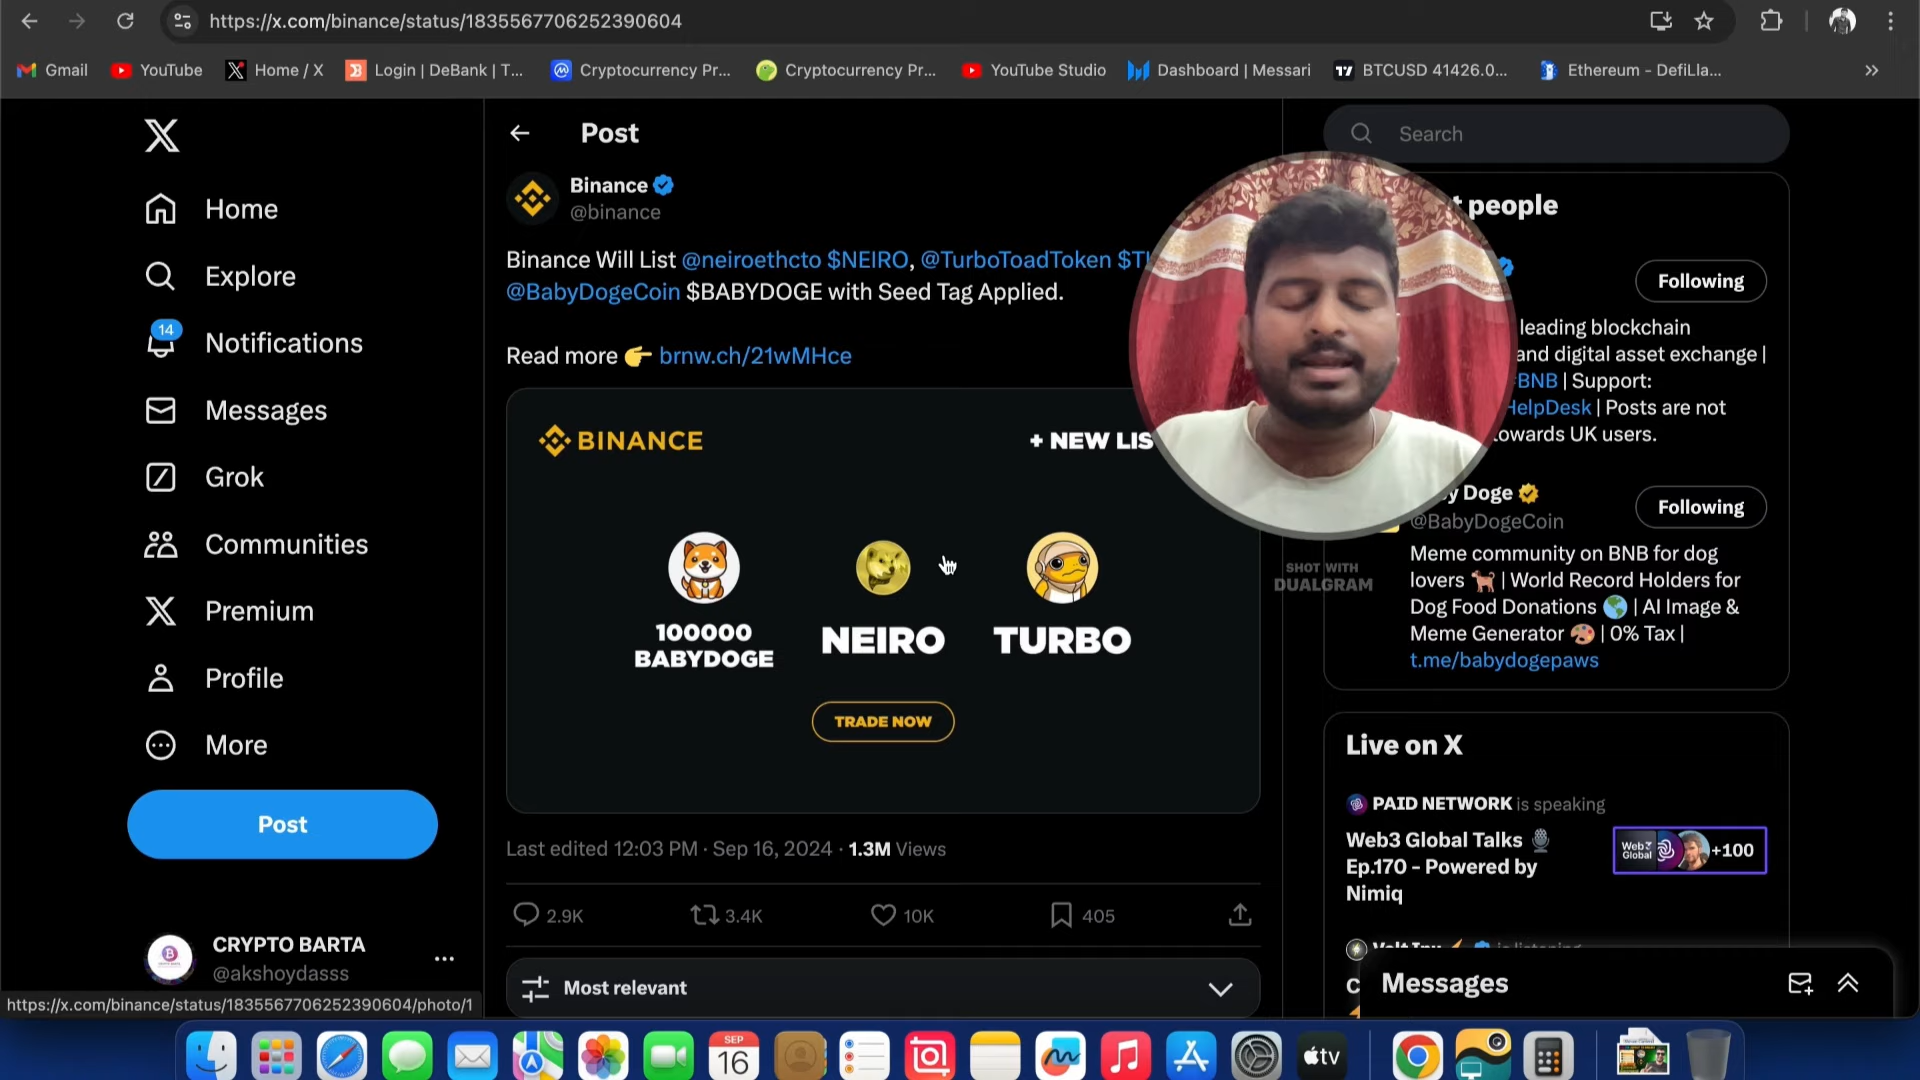 https://x.com/binance/status/1835567706252390604
Gmail
YouTube
Home / X
Login | DeBank | T...
Cryptocurrency Pr...
Cryptocurrency Pr...
YouTube Studio
Dashboard | Messari
BTCUSD 41426.0...
Ethereum - DefiLla...
Home
Explore
14
Notifications
Messages
Grok
Communities
Premium
Profile
More
Post
CRYPTO BARTA
@akshoydasss
https://x.com/binance/status/1835567706252390604/photo/1
Post
Binance
@binance
Binance Will List @neiroethcto $NEIRO, @TurboToadToken
@BabyDogeCoin $BABYDOGE with Seed Tag Applied.
Read more 👉 brnw.ch/21wMHce
BINANCE
+ NEW LIS
100000
BABYDOGE
NEIRO
TURBO
TRADE NOW
Last edited 12:03 PM · Sep 16, 2024 · 1.3M Views
2.9K
3.4K
10K
405
Most relevant
Search
people
Following
leading blockchain
and digital asset exchange |
#BNB | Support:
HelpDesk | Posts are not
towards UK users.
Doge
Following
@BabyDogeCoin
Meme community on BNB for dog
lovers 🐕 | World Record Holders for
Dog Food Donations 🌎 | AI Image &
Meme Generator 🎨 | 0% Tax |
t.me/babydogepaws
SHOT WITH
DUALGRAM
Live on X
PAID NETWORK is speaking
Web3 Global Talks 🎙️
Ep.170 - Powered by
Nimiq
Web3
Global
+100
Messages
SEP
16
tv